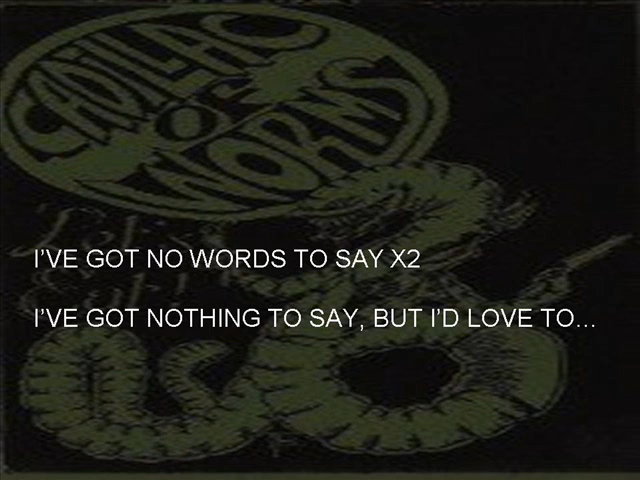 CADILLAC
OF
WORMS
I'VE GOT NO WORDS TO SAY X2
I'VE GOT NOTHING TO SAY, BUT I'D LOVE TO...